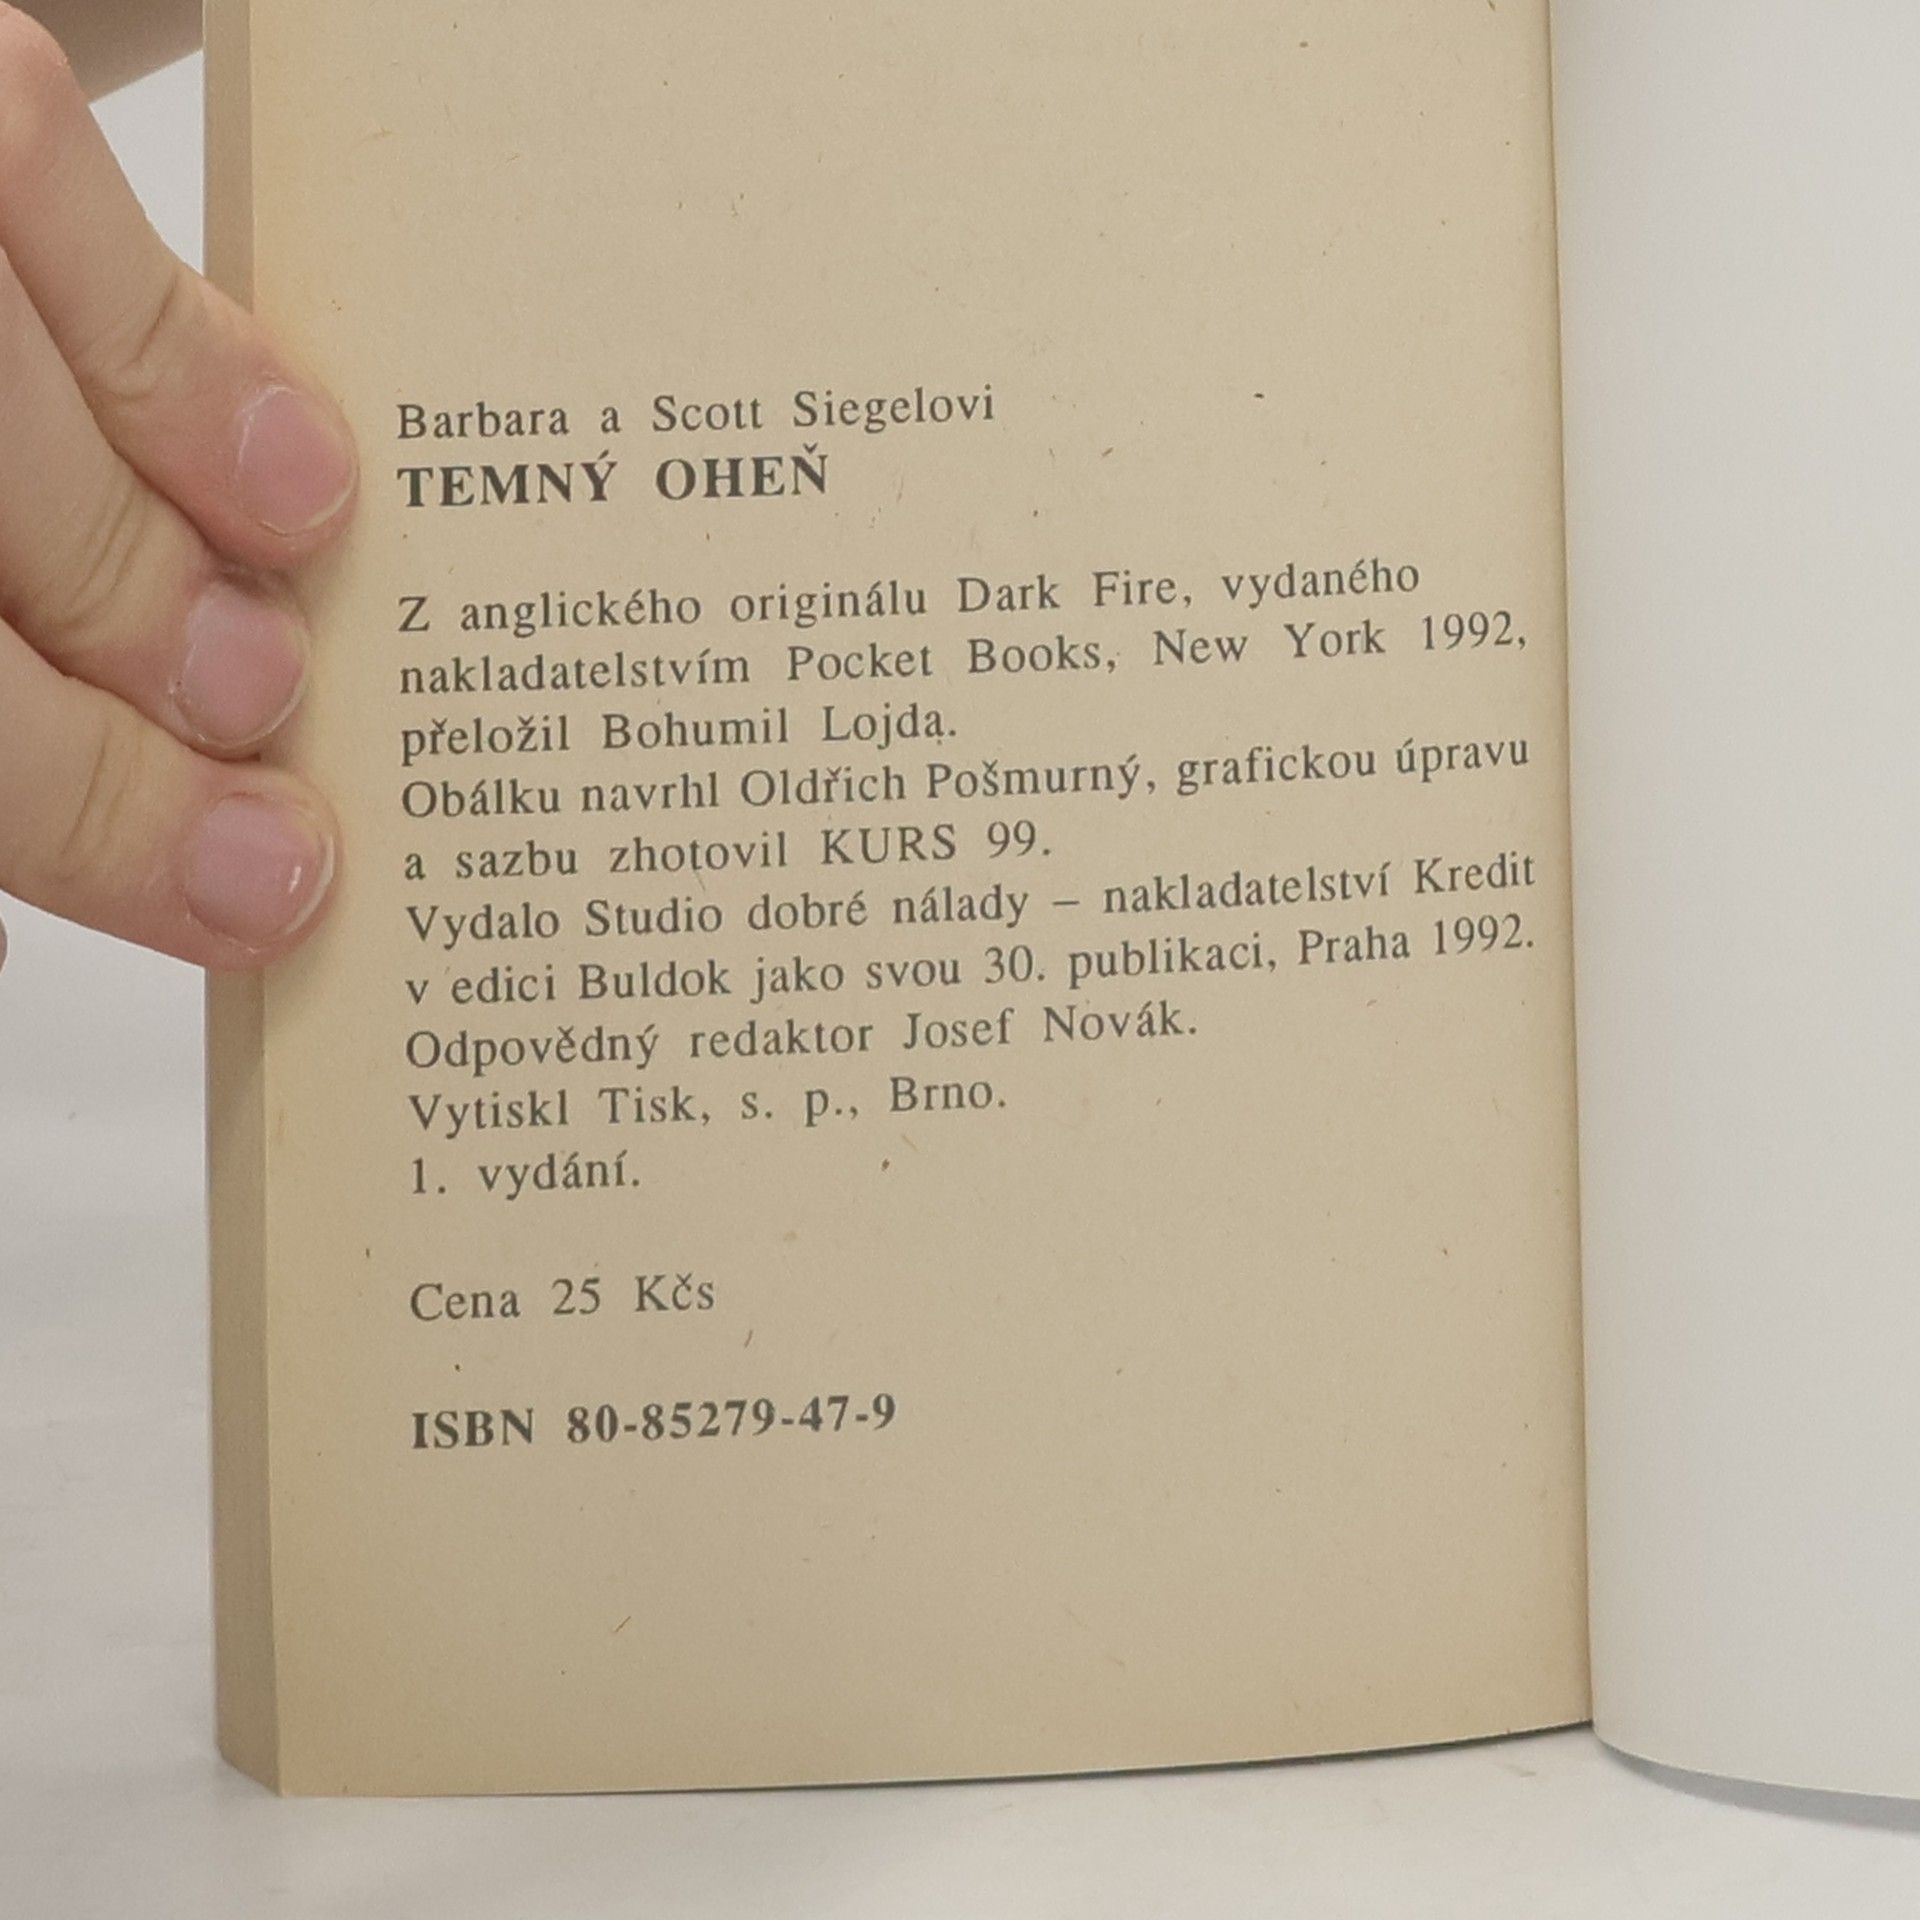 Barbara a Scott Siegelovi
TEMNÝ OHEŇ
Z anglického originálu Dark Fire, vydaného
nakladatelstvím Pocket Books, New York 1992,
přeložil Bohumil Lojda.
Obálku navrhl Oldřich Pošmurný, grafickou úpravu
a sazbu zhotovil KURS 99.
Vydalo Studio dobré nálady – nakladatelství Kredit
v edici Buldok jako svou 30. publikaci, Praha 1992.
Odpovědný redaktor Josef Novák.
Vytiskl Tisk, s. p., Brno.
1. vydání.
Cena 25 Kčs
ISBN 80-85279-47-9